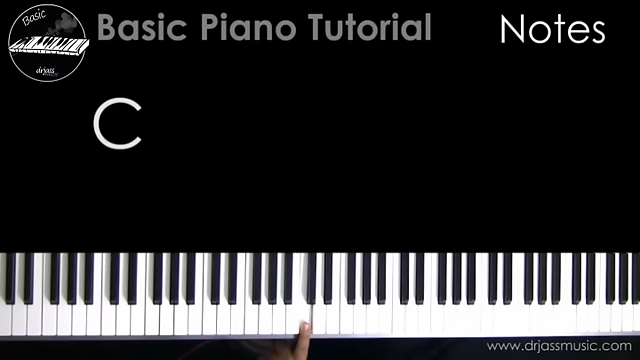 Basic Piano Tutorial
Notes
Basic
drjass
C
www.drjassmusic.com